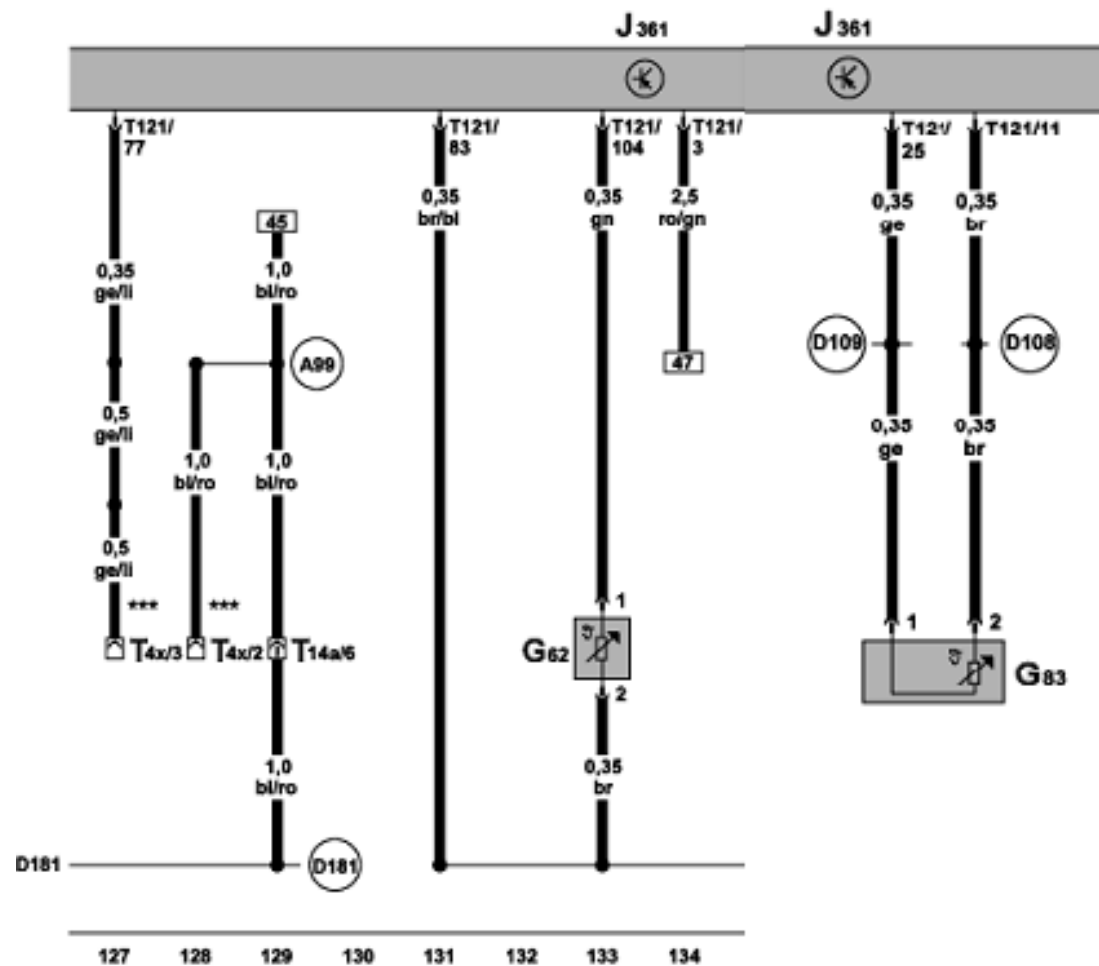 J 361
J 361
T121/
77
T121/
83
T121/
104
T121/
3
T121/
25
T121/11
0,35
br/bl
0,35
gn
2,5
ro/gn
0,35
ge
0,35
br
45
0,35
ge/li
1,0
bl/ro
D109
D108
A99
47
0,5
ge/li
1,0
bl/ro
1,0
bl/ro
0,35
ge
0,35
br
0,5
ge/li
***
***
1
1
2
T4x/3
T4x/2
T14a/6
G62
G83
2
1,0
bl/ro
0,35
br
D181
D181
127 128 129 130 131 132 133 134